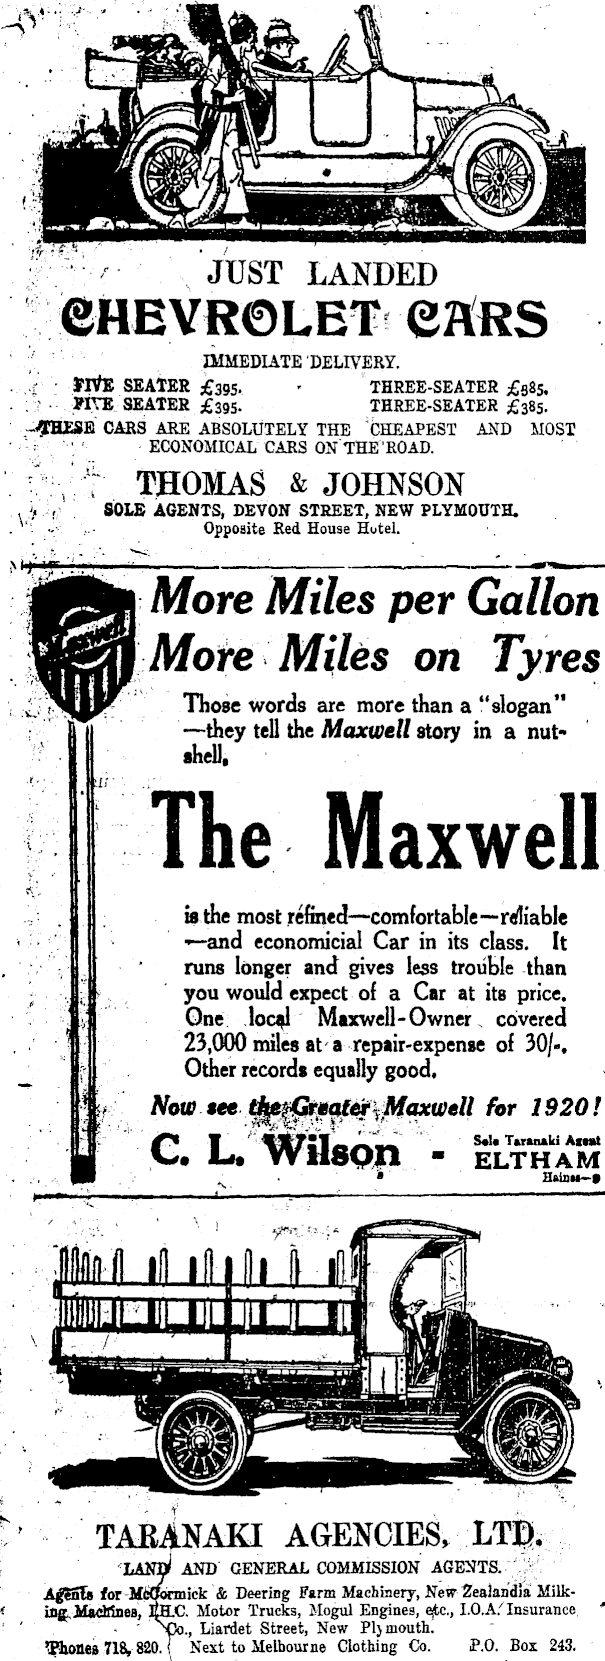 JUST LANDED
CHEVROLET CARS
IMMEDIATE DELIVERY.
FIVE SEATER £395. THREE-SEATER £385.
FIVE SEATER £395. THREE-SEATER £385.
THESE CARS ARE ABSOLUTELY THE CHEAPEST AND MOST
ECONOMICAL CARS ON THE ROAD.
THOMAS & JOHNSON
SOLE AGENTS, DEVON STREET, NEW PLYMOUTH.
Opposite Red House Hotel.
Maxwell
More Miles per Gallon
More Miles on Tyres
Those words are more than a "slogan"
—they tell the Maxwell story in a nut-
shell.
The Maxwell
is the most refined—comfortable—reliable
—and economicial Car in its class. It
runs longer and gives less trouble than
you would expect of a Car at its price.
One local Maxwell-Owner covered
23,000 miles at a repair-expense of 30/-.
Other records equally good.
Now see the Greater Maxwell for 1920!
C. L. Wilson - Sole Taranaki Agent
ELTHAM
Haines—9
TARANAKI AGENCIES, LTD.
LAND AND GENERAL COMMISSION AGENTS.
Agents for McCormick & Deering Farm Machinery, New Zealandia Milk-
ing Machines, I.H.C. Motor Trucks, Mogul Engines, etc., I.O.A. Insurance
Co., Liardet Street, New Plymouth.
'Phones 718, 820. Next to Melbourne Clothing Co. P.O. Box 243.